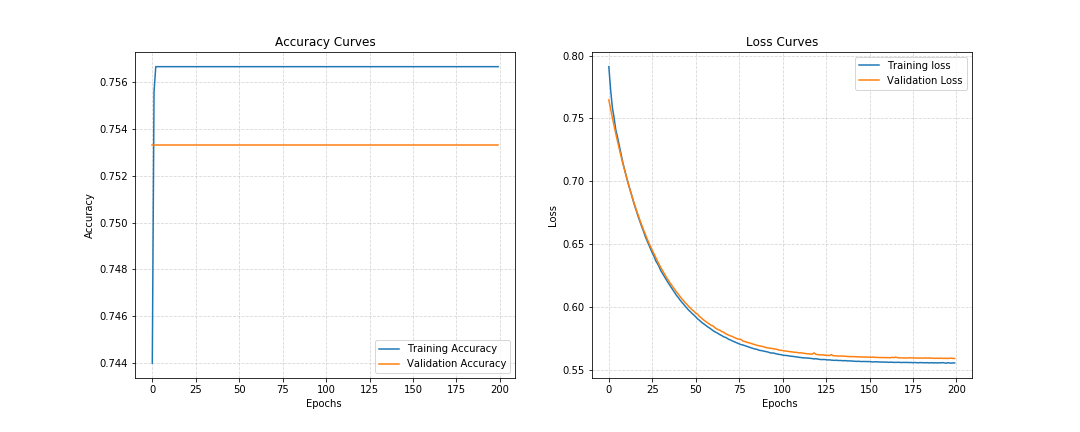 Accuracy Curves
Accuracy
0.756
0.754
0.752
0.750
0.748
0.746
0.744
0 25 50 75 100 125 150 175 200
Epochs
Training Accuracy
Validation Accuracy
Loss Curves
Loss
0.80
0.75
0.70
0.65
0.60
0.55
0 25 50 75 100 125 150 175 200
Epochs
Training loss
Validation Loss